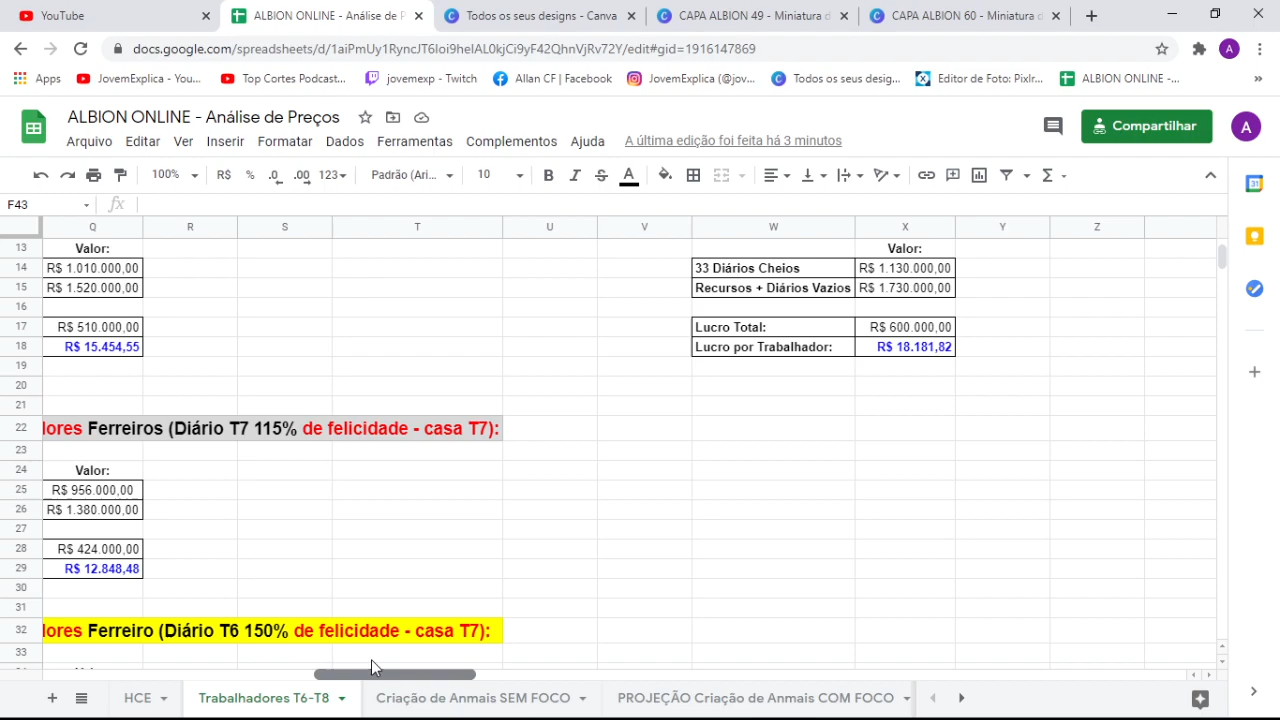 YouTube
ALBION ONLINE - Análise de P
Todos os seus designs - Canva
CAPA ALBION 49 - Miniatura d
CAPA ALBION 60 - Miniatura d
docs.google.com/spreadsheets/d/1aiPmUy1RyncJT6Ioi9heIAL0kjCi9yF42QhnVjRv72Y/edit#gid=1916147869
A
Apps
JovemExplica - You...
Top Cortes Podcast...
jovemexp - Twitch
Allan CF | Facebook
JovemExplica (@jov...
Todos os seus desig...
Editor de Foto: Pixlr...
ALBION ONLINE -...
»
ALBION ONLINE - Análise de Preços
Compartilhar
A
Arquivo Editar Ver Inserir Formatar Dados Ferramentas Complementos Ajuda A última edição foi feita há 3 minutos
100% R$ % .0 .00 123 Padrão (Ari... 10 B I S A Σ
31
F43 fx
Q R S T U V W X Y Z
13 Valor: Valor:
14 R$ 1.010.000,00 33 Diários Cheios R$ 1.130.000,00
15 R$ 1.520.000,00 Recursos + Diários Vazios R$ 1.730.000,00
16
17 R$ 510.000,00 Lucro Total: R$ 600.000,00
18 R$ 15.454,55 Lucro por Trabalhador: R$ 18.181,82
19
20
21
22 lores Ferreiros (Diário T7 115% de felicidade - casa T7):
23
24 Valor:
25 R$ 956.000,00
26 R$ 1.380.000,00
27
28 R$ 424.000,00
29 R$ 12.848,48
30
31
32 lores Ferreiro (Diário T6 150% de felicidade - casa T7):
33
HCE
Trabalhadores T6-T8
Criação de Anmais SEM FOCO
PROJEÇÃO Criação de Anmais COM FOCO